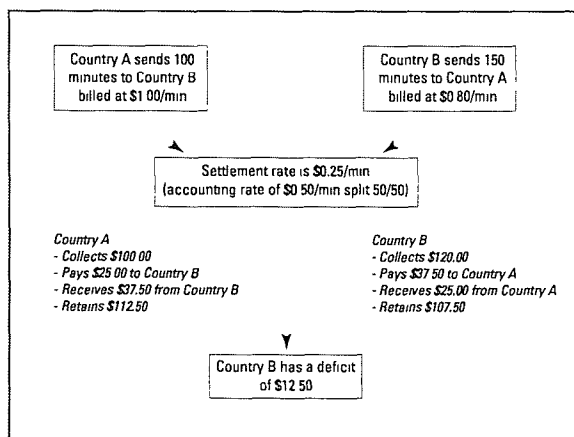 Country A sends 100
minutes to Country B
billed at $1 00/min
Country B sends 150
minutes to Country A
billed at $0 80/min
Settlement rate is $0.25/min
(accounting rate of $0 50/min split 50/50)
Country A
- Collects $100 00
- Pays $25 00 to Country B
- Receives $37.50 from Country B
- Retains $112.50
Country B
- Collects $120.00
- Pays $37 50 to Country A
- Receives $25.00 from Country A
- Retains $107.50
Country B has a deficit
of $12 50